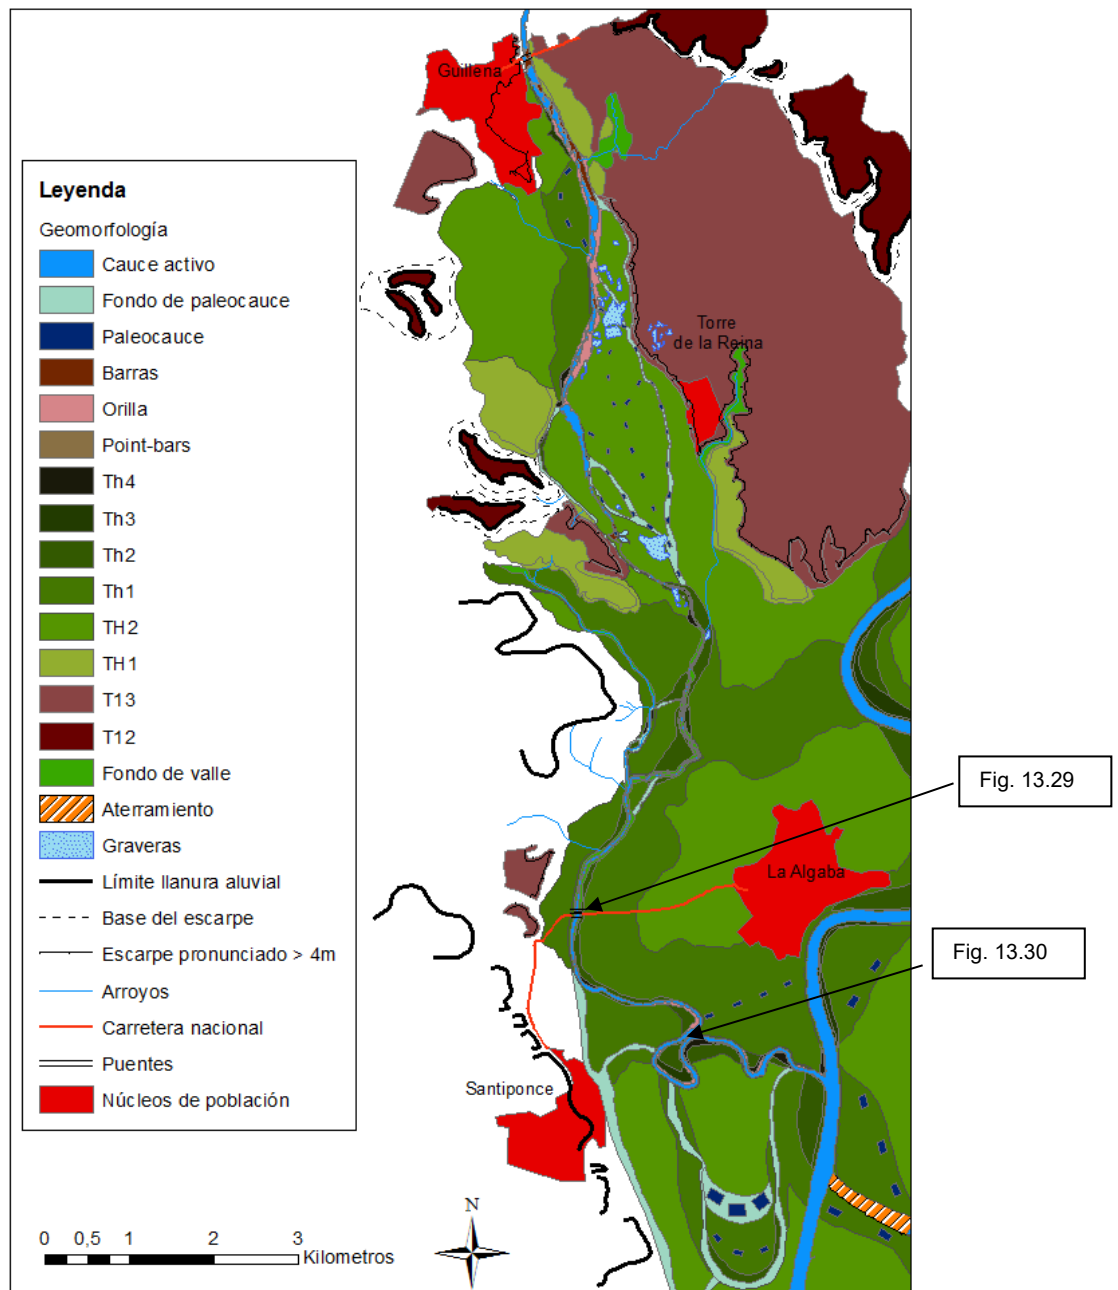 Guillena
Leyenda
Geomorfología
Cauce activo
Fondo de paleocauce
Paleocauce
Barras
Orilla
Point-bars
Th4
Th3
Th2
Th1
TH2
TH1
T13
T12
Fondo de valle
Aterramiento
Graveras
Límite llanura aluvial
Base del escarpe
Escarpe pronunciado > 4m
Arroyos
Carretera nacional
Puentes
Núcleos de población
Torre
de la Reina
Fig. 13.29
La Algaba
Fig. 13.30
Santiponce
N
0 0,5 1 2 3
Kilometros